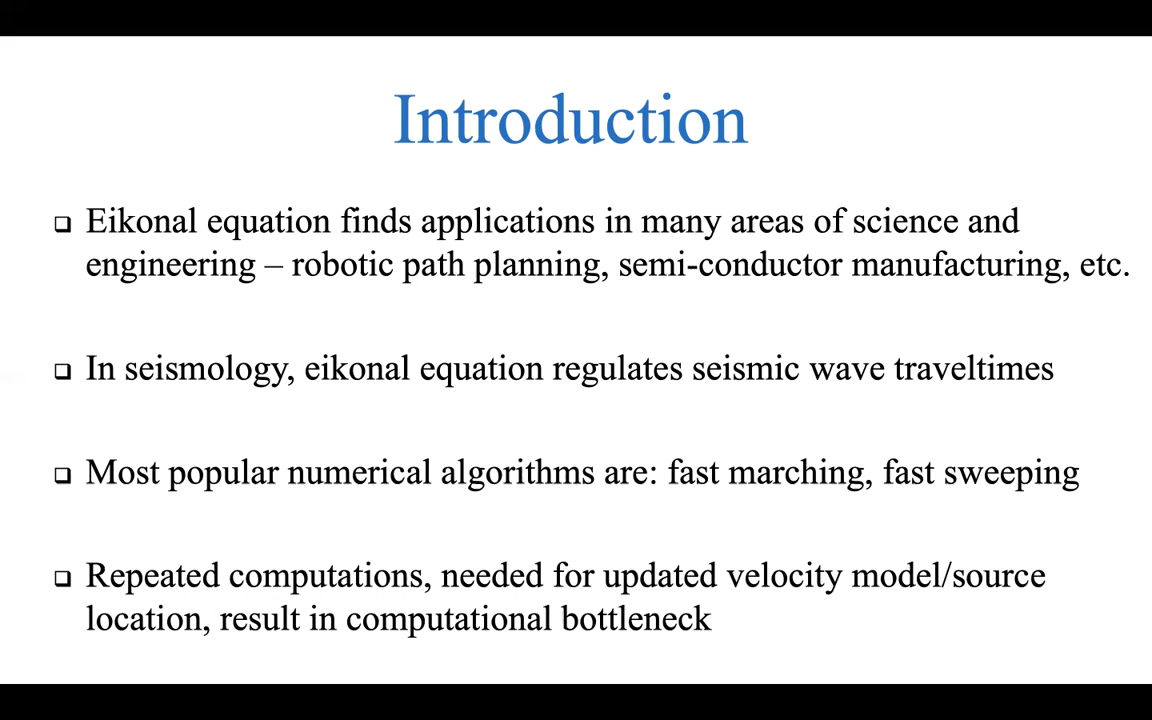 Introduction
❑ Eikonal equation finds applications in many areas of science and
engineering – robotic path planning, semi-conductor manufacturing, etc.
❑ In seismology, eikonal equation regulates seismic wave traveltimes
❑ Most popular numerical algorithms are: fast marching, fast sweeping
❑ Repeated computations, needed for updated velocity model/source
location, result in computational bottleneck